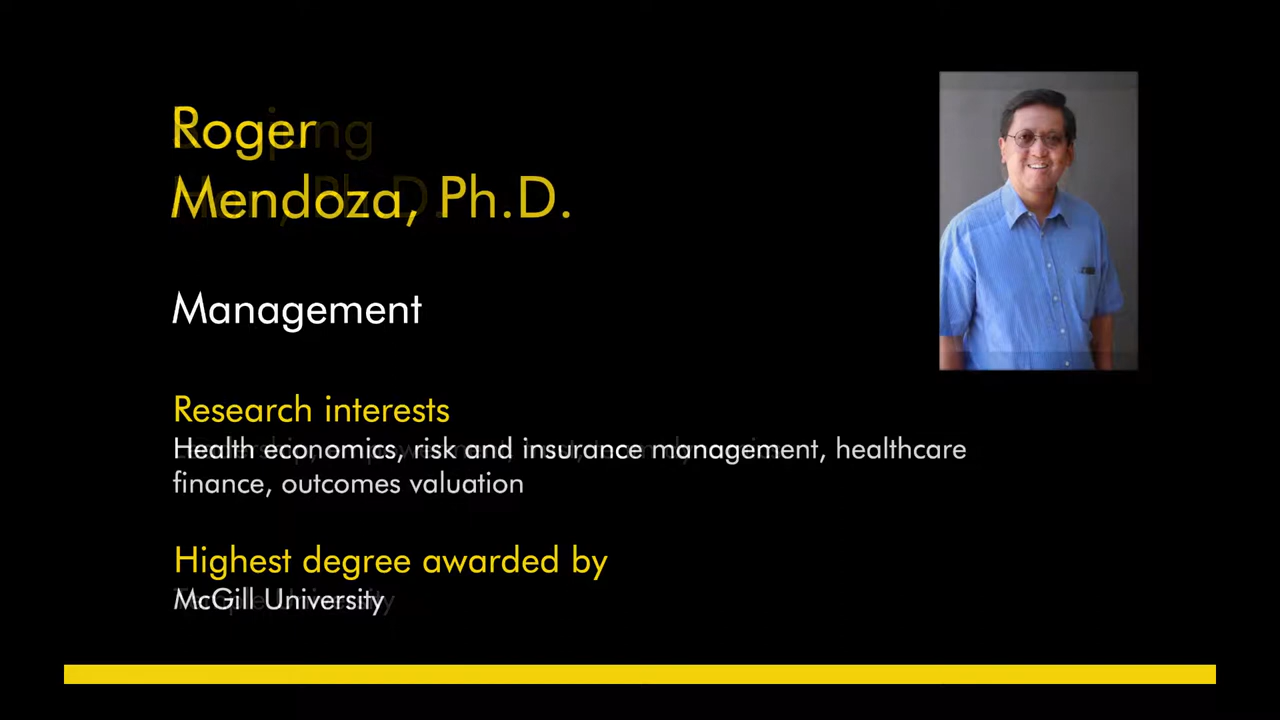 Roger
Mendoza, Ph.D.
Management
Research interests
Health economics, risk and insurance management, healthcare
finance, outcomes valuation
Highest degree awarded by
McGill University